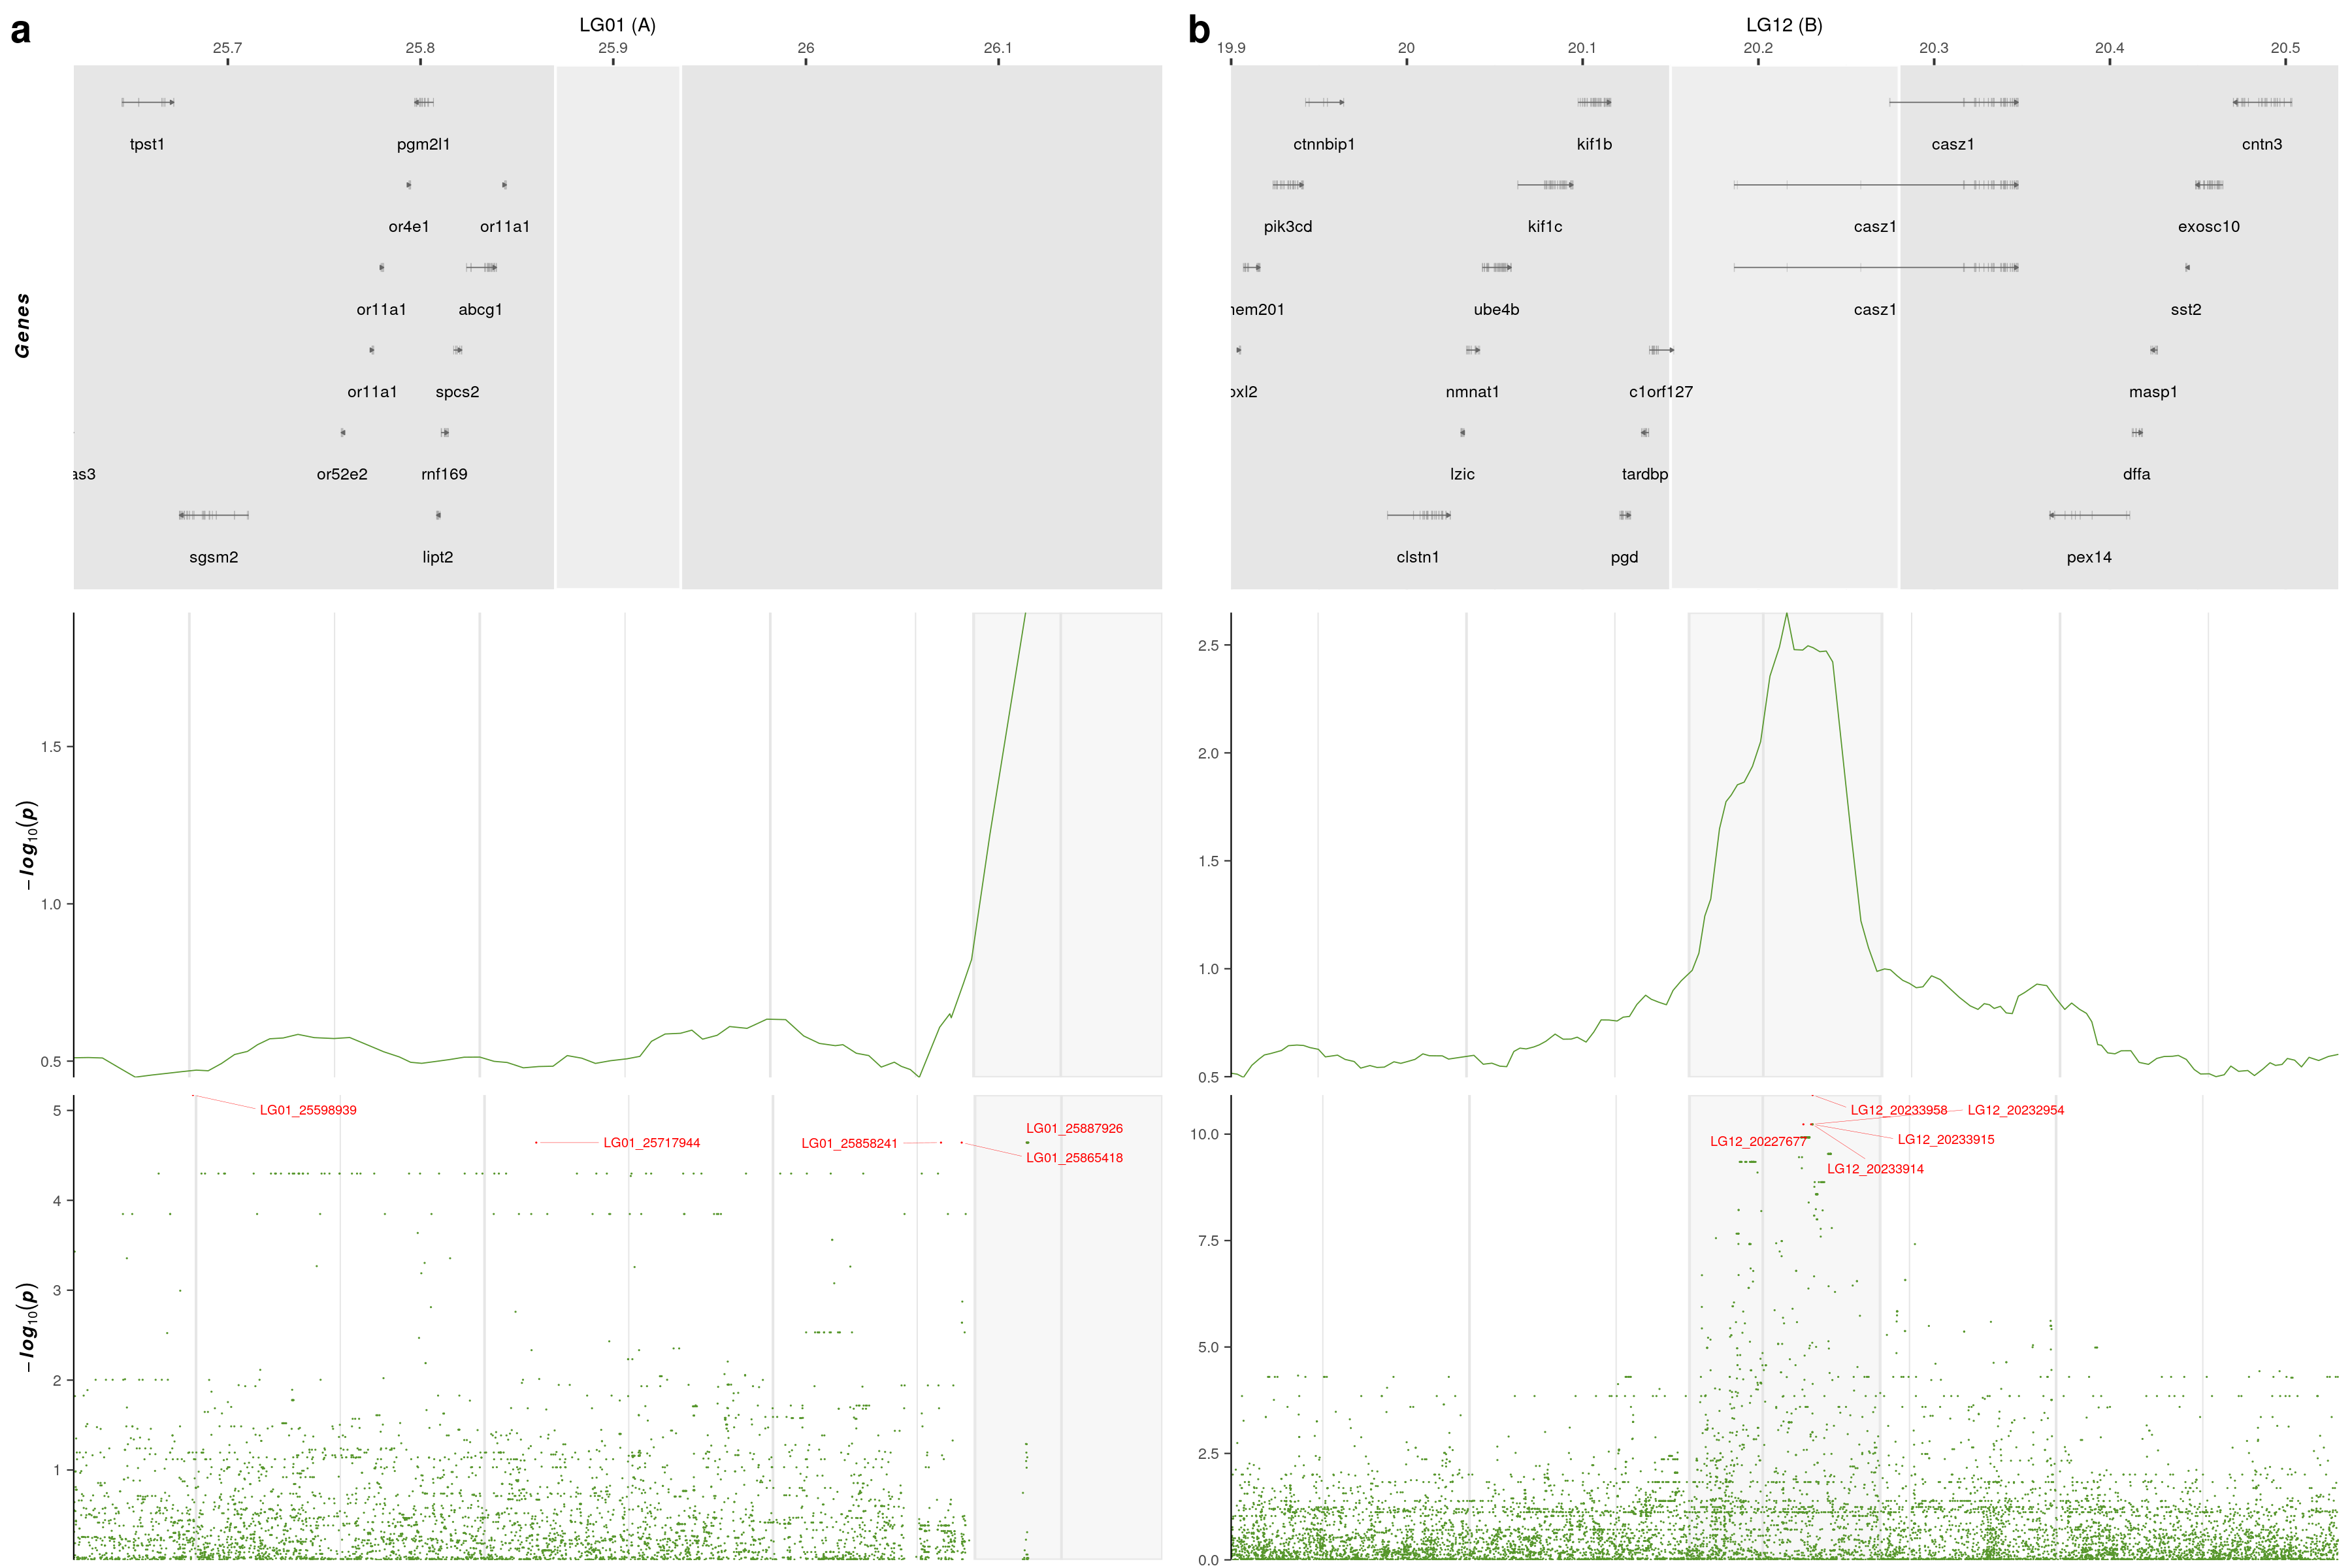 a
LG01 (A)
25.7 25.8 25.9 26 26.1
Genes
tpst1 pgm2l1
or4e1 or11a1
or11a1 abcg1
or11a1 spcs2
as3 or52e2 rnf169
sgsm2 lipt2
−log10(p)
1.5
1.0
0.5
−log10(p)
5
4
3
2
1
LG01_25598939
LG01_25717944
LG01_25858241
LG01_25887926
LG01_25865418
b
LG12 (B)
19.9 20 20.1 20.2 20.3 20.4 20.5
ctnnbip1 kif1b casz1 cntn3
pik3cd kif1c casz1 exosc10
nem201 ube4b casz1 sst2
oxl2 nmnat1 c1orf127 masp1
lzic tardbp dffa
clstn1 pgd pex14
2.5
2.0
1.5
1.0
0.5
10.0
7.5
5.0
2.5
0.0
LG12_20233958 LG12_20232954
LG12_20227677 LG12_20233915
LG12_20233914